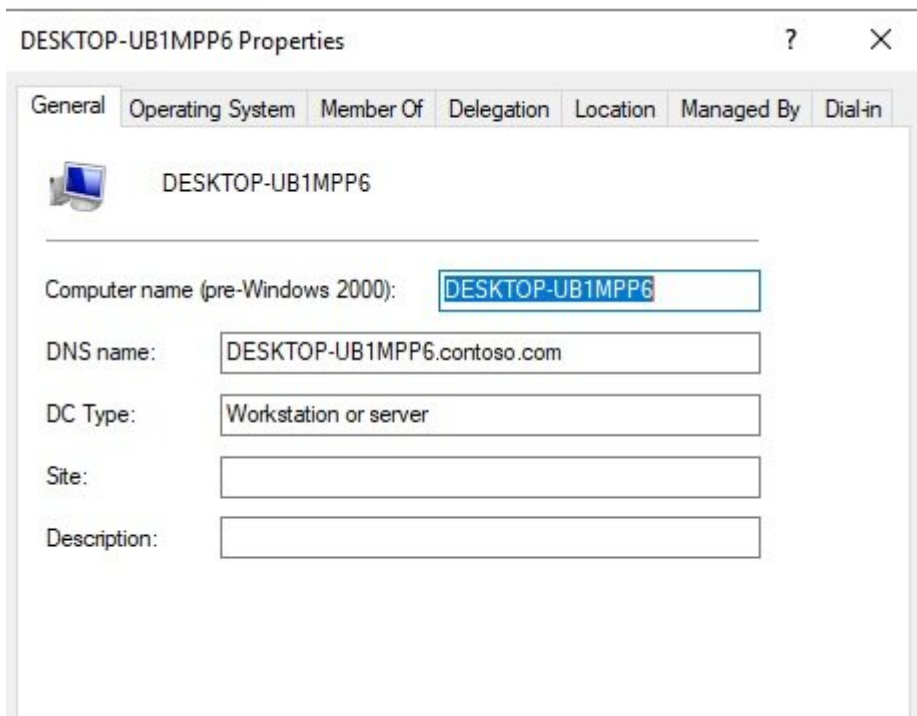 DESKTOP-UB1MPP6 Properties ? X
General Operating System Member Of Delegation Location Managed By Dial-in
DESKTOP-UB1MPP6
Computer name (pre-Windows 2000): DESKTOP-UB1MPP6
DNS name: DESKTOP-UB1MPP6.contoso.com
DC Type: Workstation or server
Site:
Description: